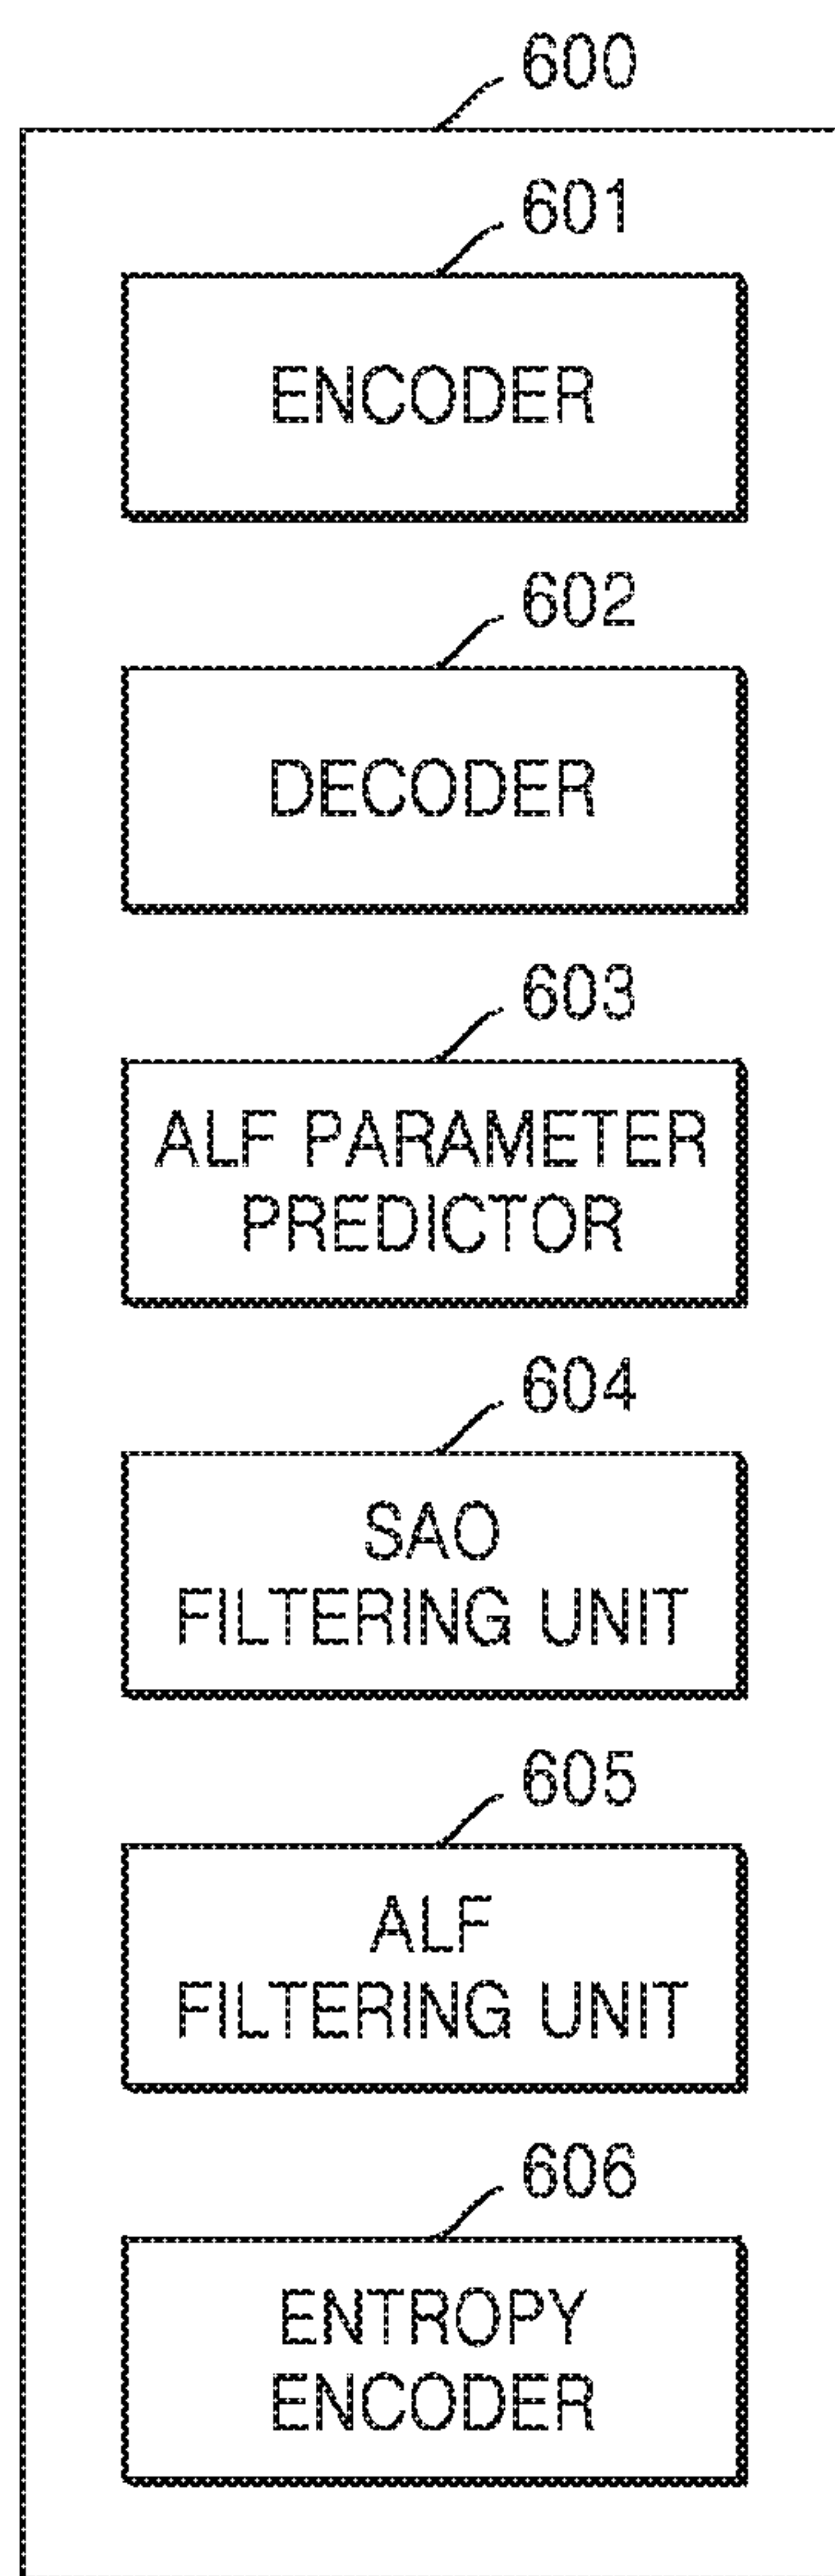 600
601
ENCODER
602
DECODER
603
ALF PARAMETER
PREDICTOR
604
SAO
FILTERING UNIT
605
ALF
FILTERING UNIT
606
ENTROPY
ENCODER